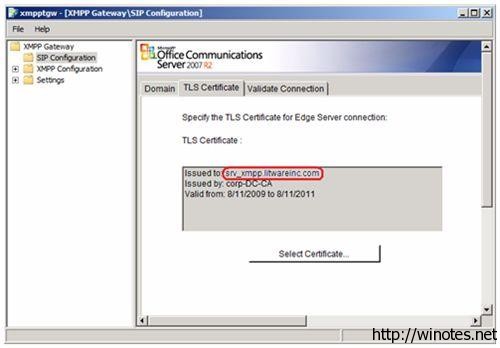 xmpptgw - [XMPP Gateway\SIP Configuration]
File Help
XMPP Gateway
SIP Configuration
XMPP Configuration
Settings
Microsoft
Office Communications
Server 2007 R2
Domain TLS Certificate Validate Connection
Specify the TLS Certificate for Edge Server connection:
TLS Certificate :
Issued to: srv_xmpp.litwareinc.com
Issued by: corp-DC-CA
Valid from: 8/11/2009 to 8/11/2011
Select Certificate...
http://winotes.net